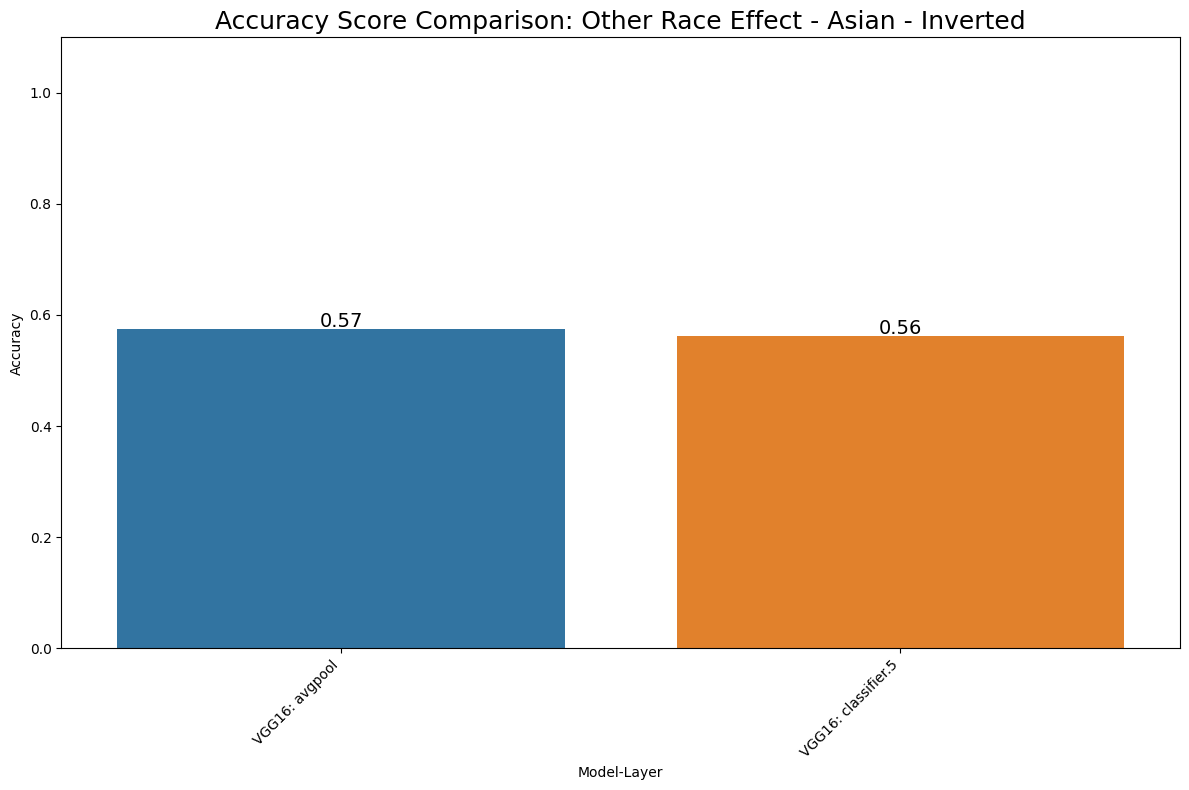 Accuracy Score Comparison: Other Race Effect - Asian - Inverted
1.0
0.8
0.6
0.4
0.2
0.0
Accuracy
0.57
0.56
VGG16: avgpool
VGG16: classifier.5
Model-Layer